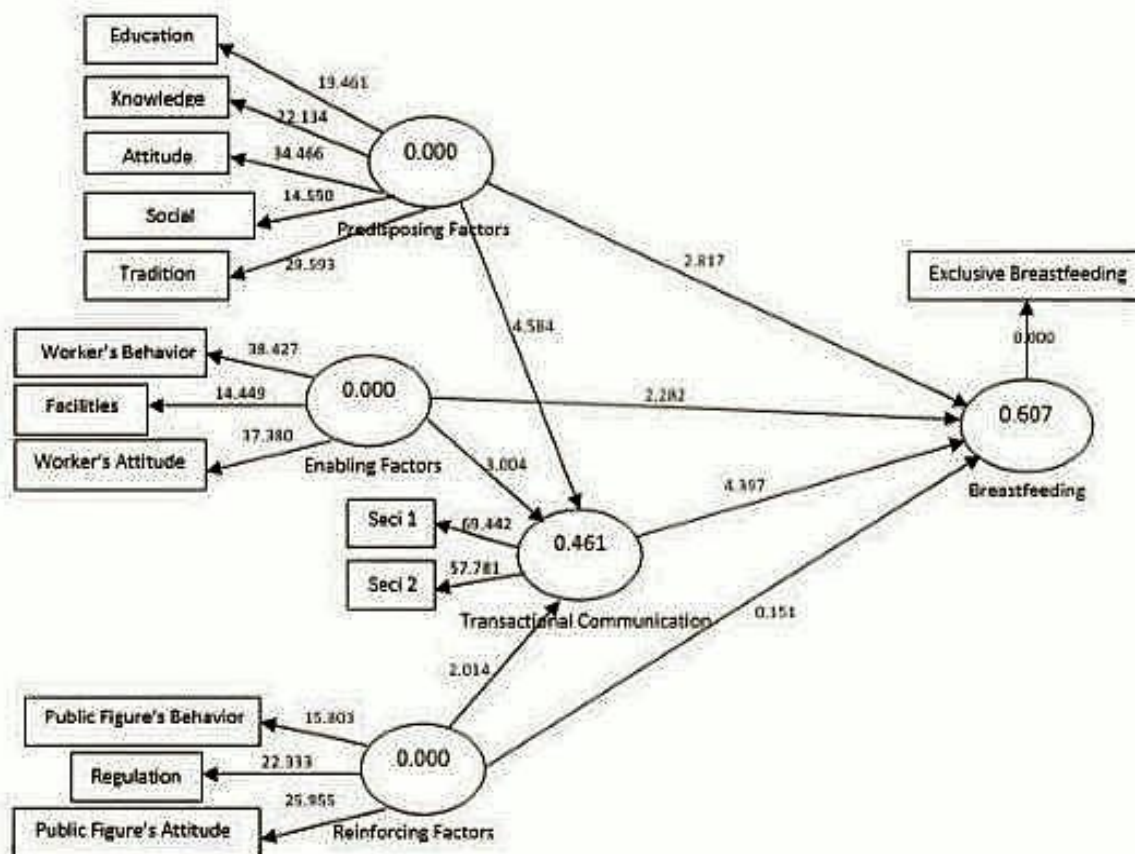 Education
19.461
Knowledge
22.134
0.000
Attitude
34.466
14.550
Social
Predisposing Factors
Tradition
29.593
2.817
Exclusive Breastfeeding
4.584
0.000
Worker's Behavior
38.427
0.000
2.282
Facilities
14.449
0.607
Worker's Attitude
37.380
Enabling Factors
3.004
4.397
Breastfeeding
Seci 1
69.442
0.461
Seci 2
57.781
Transactional Communication
0.151
2.014
Public Figure's Behavior
15.803
0.000
Regulation
22.333
25.955
Public Figure's Attitude
Reinforcing Factors